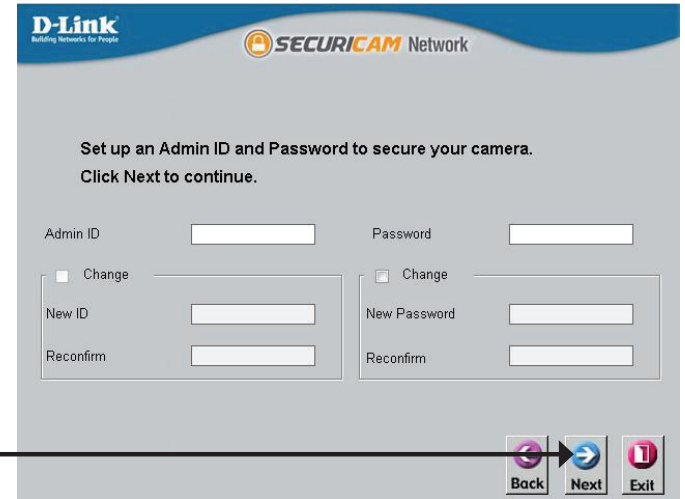 D-Link
Building Networks for People
SECURICAM Network
Set up an Admin ID and Password to secure your camera.
Click Next to continue.
Admin ID
Password
Change
Change
New ID
New Password
Reconfirm
Reconfirm
Back
Next
Exit